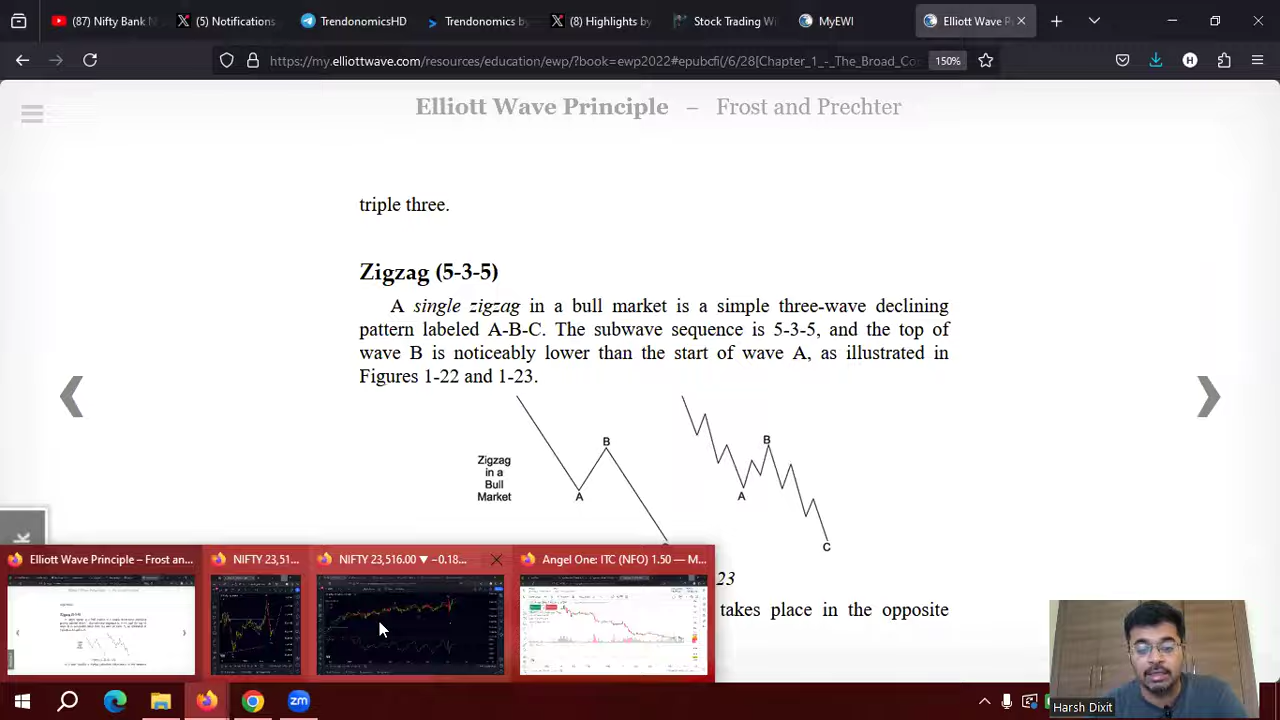 (87) Nifty Bank N
(5) Notifications
TrendonomicsHD
Trendonomics by
(8) Highlights by
Stock Trading Wi
MyEWI
Elliott Wave P
https://my.elliottwave.com/resources/education/ewp/?book=ewp2022#epubcfi(/6/28[Chapter_1_-_The_Broad_Co
150%
Elliott Wave Principle – Frost and Prechter
triple three.
Zigzag (5-3-5)
A single zigzag in a bull market is a simple three-wave declining
pattern labeled A-B-C. The subwave sequence is 5-3-5, and the top of
wave B is noticeably lower than the start of wave A, as illustrated in
Figures 1-22 and 1-23.
Zigzag
in a
Bull
Market
A
B
A
B
C
Elliott Wave Principle – Frost an...
NIFTY 23,51...
NIFTY 23,516.00 ▼ −0.18...
Angel One: ITC (NFO) 1.50 — M...
23
takes place in the opposite
zm
Harsh Dixit